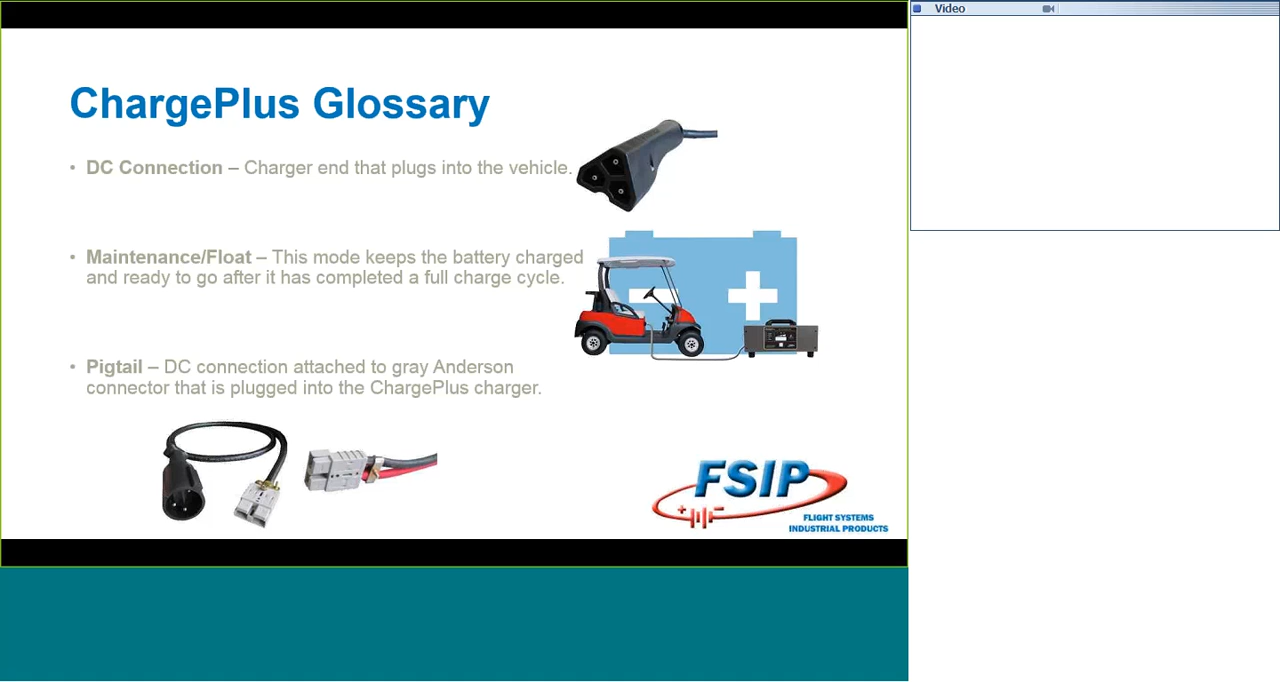 Video
ChargePlus Glossary
• DC Connection – Charger end that plugs into the vehicle.
• Maintenance/Float – This mode keeps the battery charged
and ready to go after it has completed a full charge cycle.
• Pigtail – DC connection attached to gray Anderson
connector that is plugged into the ChargePlus charger.
FSIP
FLIGHT SYSTEMS
INDUSTRIAL PRODUCTS